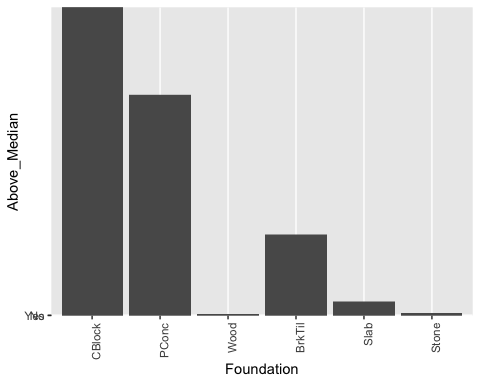 Above_Median
CBlock
PConc
Wood
BrkTil
Slab
Stone
Foundation